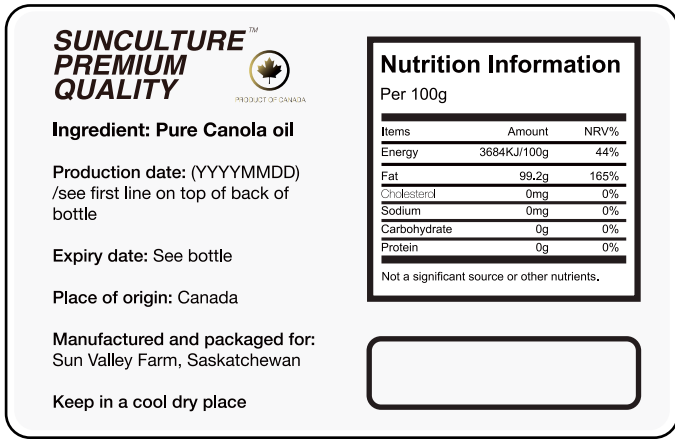 SUNCULTURE™
PREMIUM
QUALITY
PRODUCT OF CANADA
Ingredient: Pure Canola oil
Production date: (YYYYMMDD)
/see first line on top of back of
bottle
Expiry date: See bottle
Place of origin: Canada
Manufactured and packaged for:
Sun Valley Farm, Saskatchewan
Keep in a cool dry place
Nutrition Information
Per 100g
Items Amount NRV%
Energy 3684KJ/100g 44%
Fat 99.2g 165%
Cholesterol 0mg 0%
Sodium 0mg 0%
Carbohydrate 0g 0%
Protein 0g 0%
Not a significant source or other nutrients.